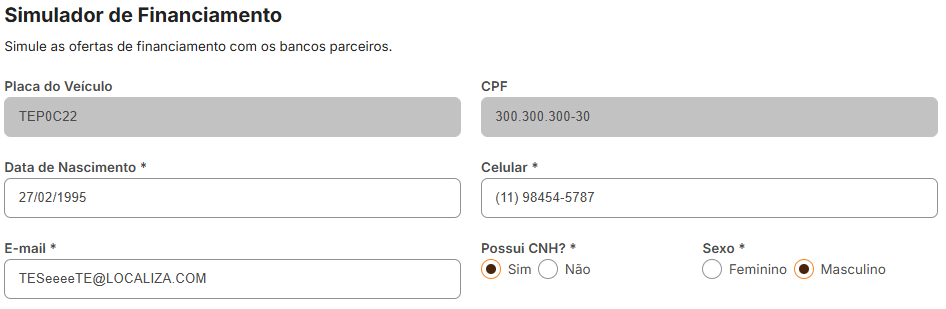 Simulador de Financiamento
Simule as ofertas de financiamento com os bancos parceiros.
Placa do Veículo
CPF
TEP0C22
300.300.300-30
Data de Nascimento *
Celular *
27/02/1995
(11) 98454-5787
E-mail *
Possui CNH? *
Sexo *
TESeeeeTE@LOCALIZA.COM
Sim
Não
Feminino
Masculino